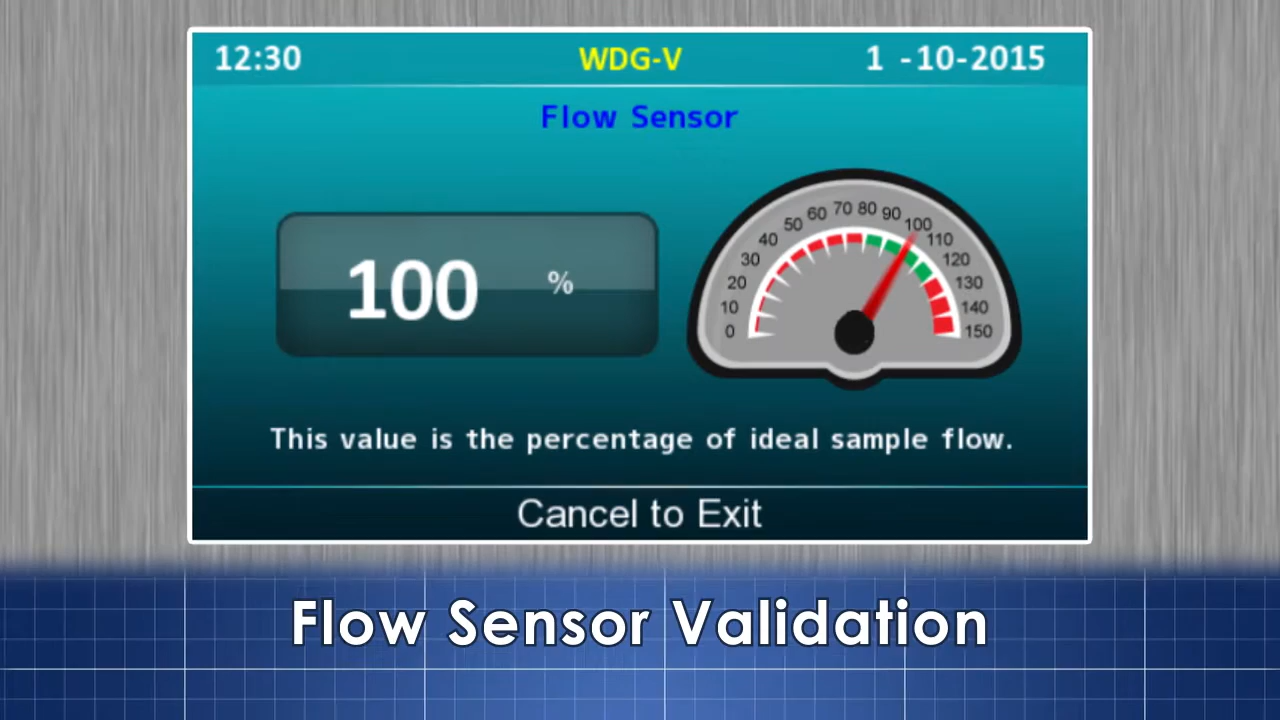 12:30 WDG-V 1 -10-2015
Flow Sensor
100 %
0 10 20 30 40 50 60 70 80 90 100 110 120 130 140 150
This value is the percentage of ideal sample flow.
Cancel to Exit
Flow Sensor Validation